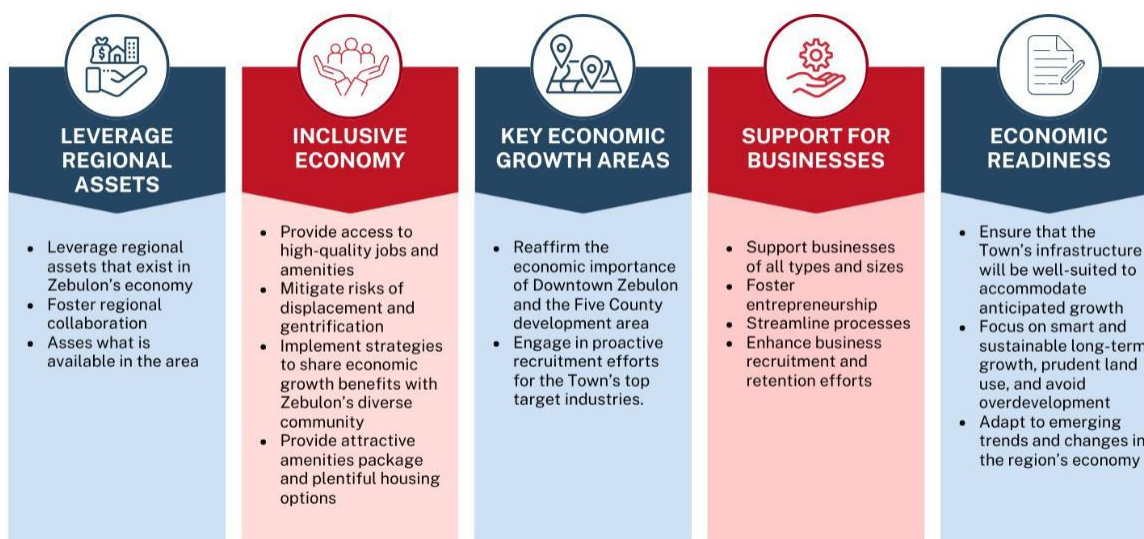 LEVERAGE
REGIONAL
ASSETS
• Leverage regional
assets that exist in
Zebulon's economy
• Foster regional
collaboration
• Asses what is
available in the area
INCLUSIVE
ECONOMY
• Provide access to
high-quality jobs and
amenities
• Mitigate risks of
displacement and
gentrification
• Implement strategies
to share economic
growth benefits with
Zebulon's diverse
community
• Provide attractive
amenities package
and plentiful housing
options
KEY ECONOMIC
GROWTH AREAS
• Reaffirm the
economic importance
of Downtown Zebulon
and the Five County
development area
• Engage in proactive
recruitment efforts
for the Town's top
target industries.
SUPPORT FOR
BUSINESSES
• Support businesses
of all types and sizes
• Foster
entrepreneurship
• Streamline processes
• Enhance business
recruitment and
retention efforts
ECONOMIC
READINESS
• Ensure that the
Town's infrastructure
will be well-suited to
accommodate
anticipated growth
• Focus on smart and
sustainable long-term
growth, prudent land
use, and avoid
overdevelopment
• Adapt to emerging
trends and changes in
the region's economy